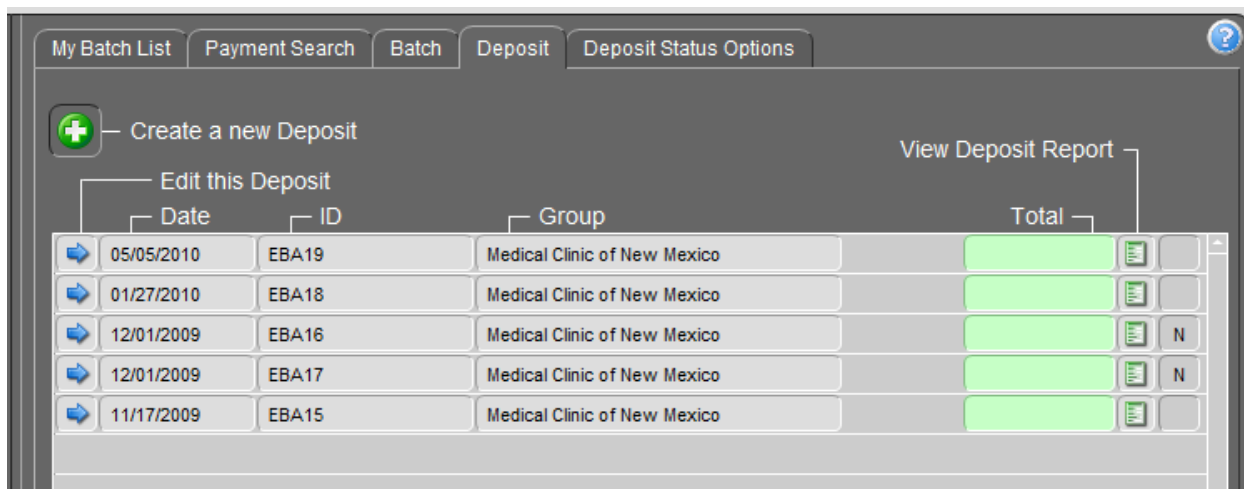 My Batch List Payment Search Batch Deposit Deposit Status Options ?
Create a new Deposit
View Deposit Report
Edit this Deposit
Date ID Group Total
05/05/2010 EBA19 Medical Clinic of New Mexico
01/27/2010 EBA18 Medical Clinic of New Mexico
12/01/2009 EBA16 Medical Clinic of New Mexico N
12/01/2009 EBA17 Medical Clinic of New Mexico N
11/17/2009 EBA15 Medical Clinic of New Mexico